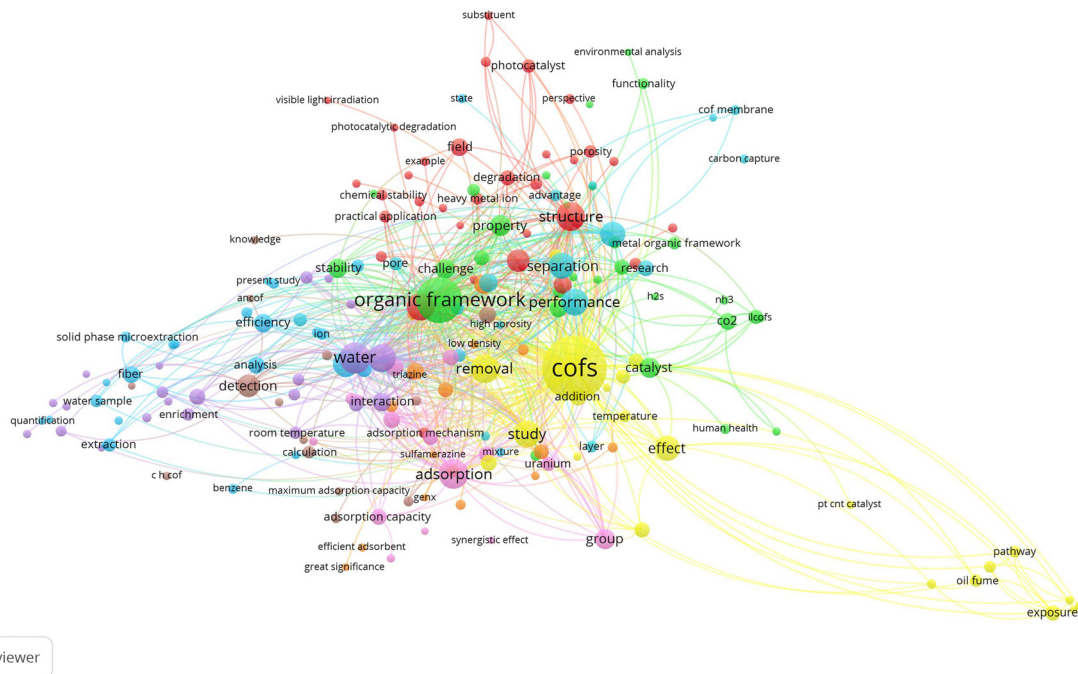 substituent
environmental analysis
photocatalyst
functionality
visible light irradiation
state
perspective
cof membrane
photocatalytic degradation
field
porosity
carbon capture
example
degradation
chemical stability
heavy metal ion
advantage
practical application
property
structure
knowledge
metal organic framework
stability
pore
challenge
separation
research
present study
ancof
organic framework
performance
h2s
nh3
efficiency
ion
high porosity
co2
ilcofs
solid phase microextraction
low density
water
fiber
analysis
triazine
removal
cofs
catalyst
detection
addition
water sample
interaction
enrichment
temperature
quantification
room temperature
adsorption mechanism
study
human health
extraction
calculation
sulfamerazine
mixture
layer
effect
uranium
c h cof
adsorption
benzene
maximum adsorption capacity
genx
pt cnt catalyst
adsorption capacity
synergistic effect
group
efficient adsorbent
pathway
great significance
oil fume
exposure
viewer